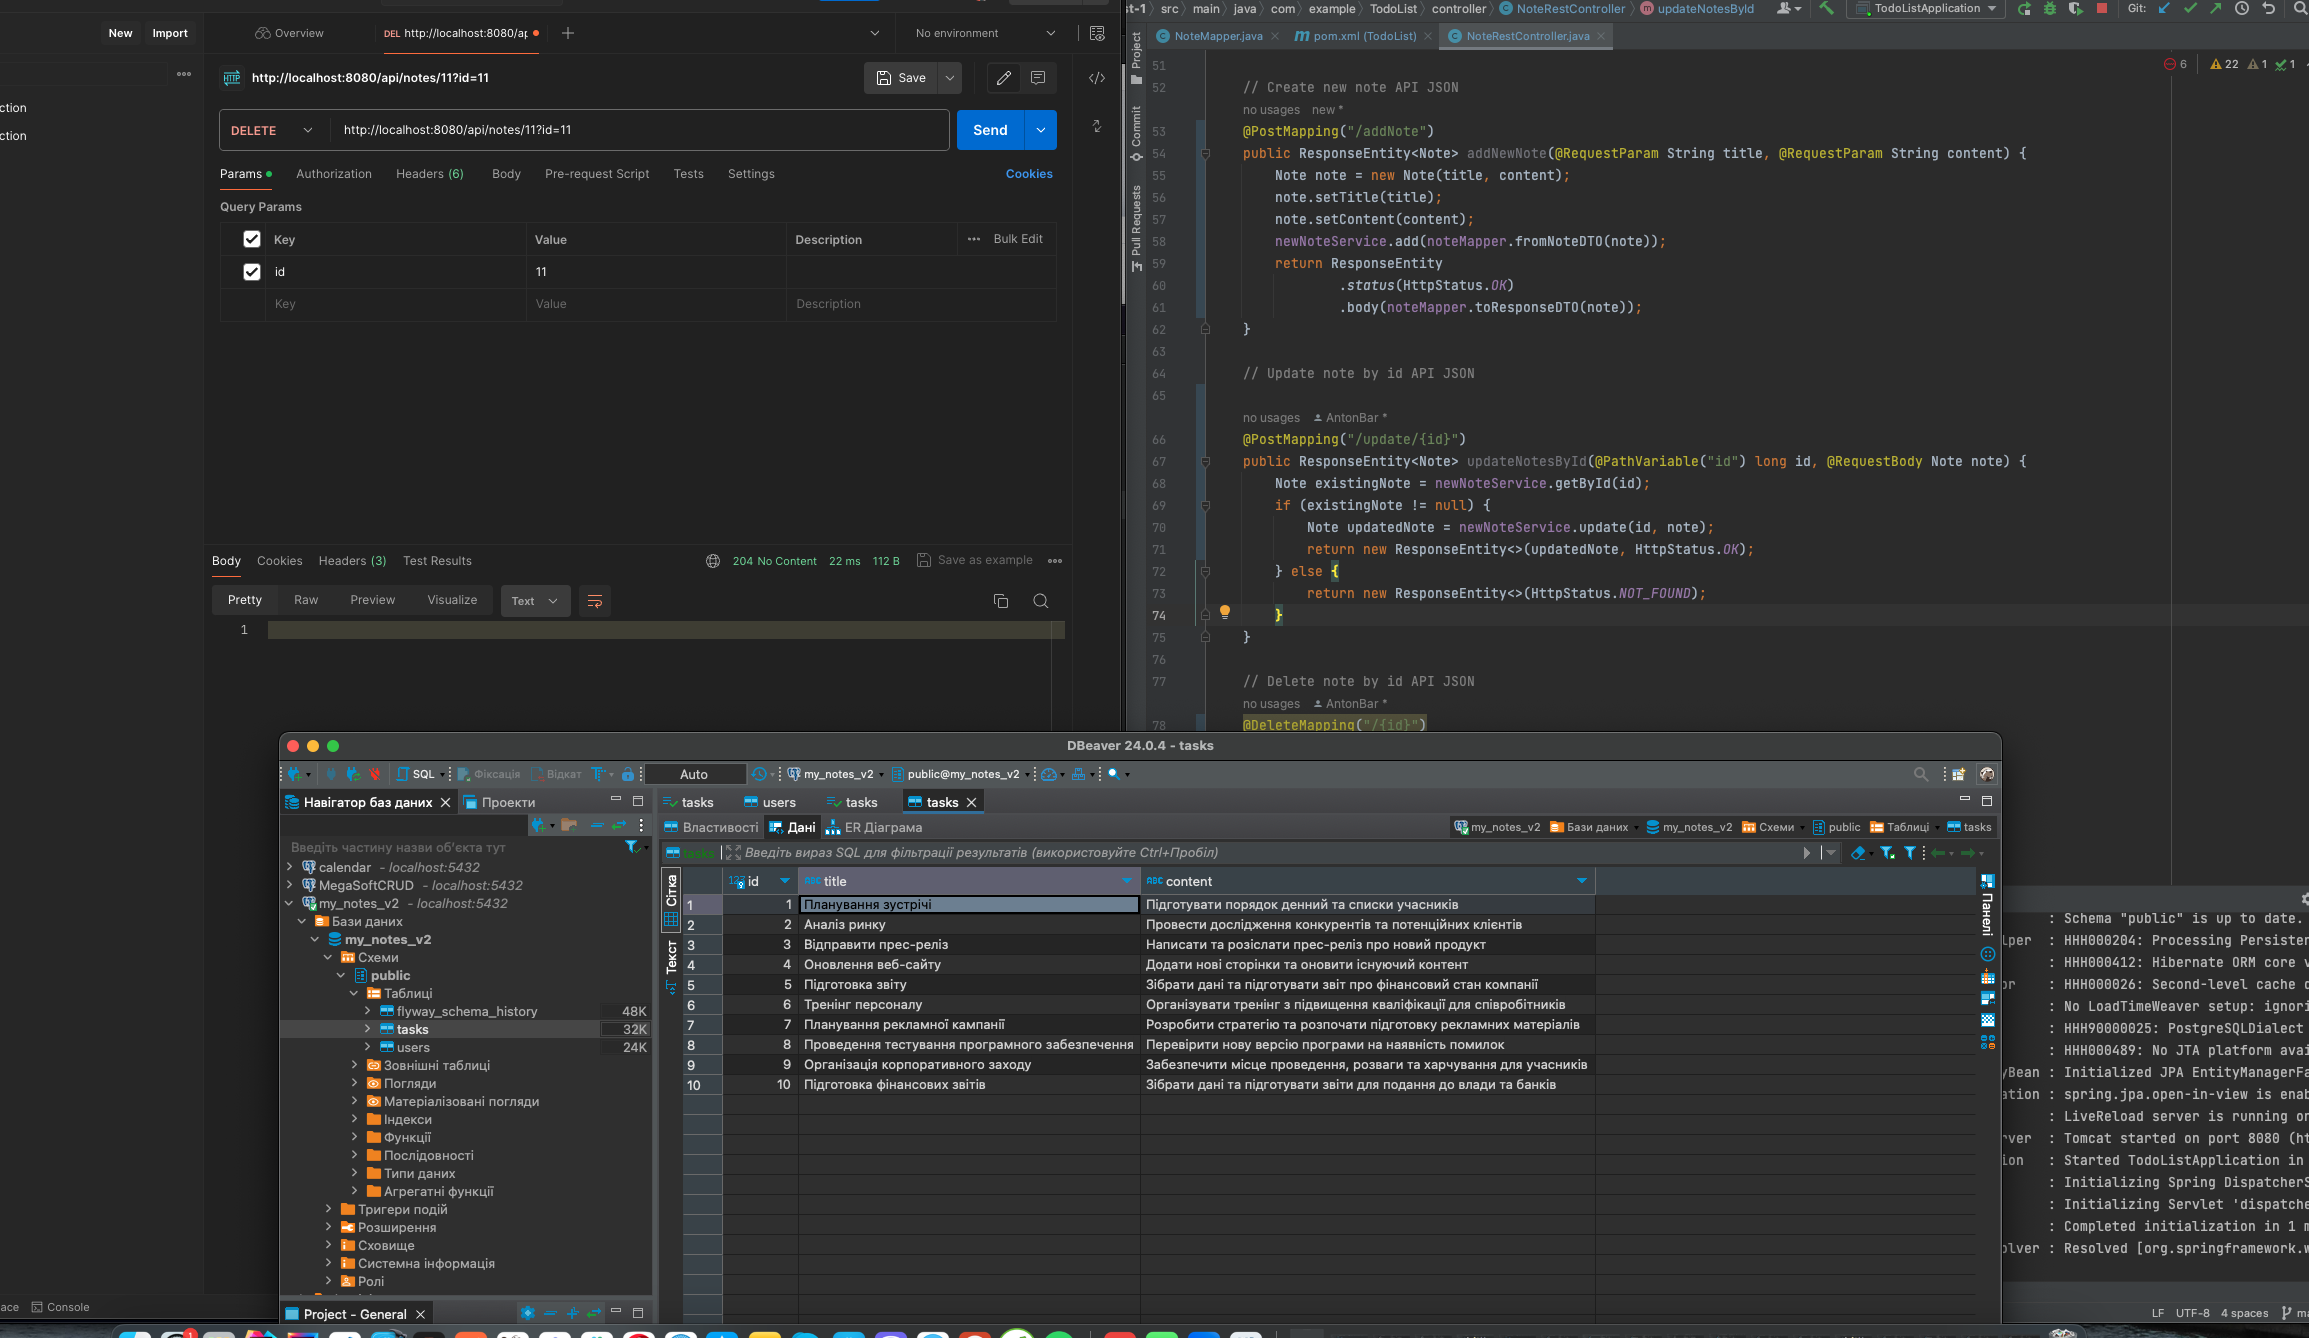 New Import
Overview
DEL http://localhost:8080/ap
No environment
ction
ction
HTTP http://localhost:8080/api/notes/11?id=11
Save
DELETE http://localhost:8080/api/notes/11?id=11 Send
Params Authorization Headers (6) Body Pre-request Script Tests Settings Cookies
Query Params
Key Value Description ••• Bulk Edit
id 11
Key Value Description
Body Cookies Headers (3) Test Results 204 No Content 22 ms 112 B Save as example
Pretty Raw Preview Visualize Text
1
ace Console
st-1 src main java com example TodoList controller NoteRestController updateNotesById TodoListApplication Git:
NoteMapper.java pom.xml (TodoList) NoteRestController.java
Project
Commit
Pull Requests
6 22 1 1
51
52 // Create new note API JSON
no usages new *
53 @PostMapping("/addNote")
54 public ResponseEntity<Note> addNewNote(@RequestParam String title, @RequestParam String content) {
55 Note note = new Note(title, content);
56 note.setTitle(title);
57 note.setContent(content);
58 newNoteService.add(noteMapper.fromNoteDTO(note));
59 return ResponseEntity
60 .status(HttpStatus.OK)
61 .body(noteMapper.toResponseDTO(note));
62 }
63
64 // Update note by id API JSON
65
no usages AntonBar *
66 @PostMapping("/update/{id}")
67 public ResponseEntity<Note> updateNotesById(@PathVariable("id") long id, @RequestBody Note note) {
68 Note existingNote = newNoteService.getById(id);
69 if (existingNote != null) {
70 Note updatedNote = newNoteService.update(id, note);
71 return new ResponseEntity<>(updatedNote, HttpStatus.OK);
72 } else {
73 return new ResponseEntity<>(HttpStatus.NOT_FOUND);
74 }
75 }
76
77 // Delete note by id API JSON
no usages AntonBar *
78 @DeleteMapping("/{id}")
DBeaver 24.0.4 - tasks
SQL Фіксація Відкат Auto my_notes_v2 public@my_notes_v2
Навігатор баз даних Проекти
Введіть частину назви об'єкта тут
calendar - localhost:5432
MegaSoftCRUD - localhost:5432
my_notes_v2 - localhost:5432
Бази даних
my_notes_v2
Схеми
public
Таблиці
flyway_schema_history 48K
tasks 32K
users 24K
Зовнішні таблиці
Погляди
Матеріалізовані погляди
Індекси
Функції
Послідовності
Типи даних
Агрегатні функції
Тригери подій
Розширення
Сховище
Системна інформація
Ролі
Project - General
tasks users tasks tasks
Властивості Дані ER Діаграма my_notes_v2 Бази даних my_notes_v2 Схеми public Таблиці tasks
tasks Введіть вираз SQL для фільтрації результатів (використовуйте Ctrl+Пробіл)
Сітка
Текст
Панелі
123 id ABC title ABC content
1 1 Планування зустрічі Підготувати порядок денний та списки учасників
2 2 Аналіз ринку Провести дослідження конкурентів та потенційних клієнтів
3 3 Відправити прес-реліз Написати та розіслати прес-реліз про новий продукт
4 4 Оновлення веб-сайту Додати нові сторінки та оновити існуючий контент
5 5 Підготовка звіту Зібрати дані та підготувати звіт про фінансовий стан компанії
6 6 Тренінг персоналу Організувати тренінг з підвищення кваліфікації для співробітників
7 7 Планування рекламної кампанії Розробити стратегію та розпочати підготовку рекламних матеріалів
8 8 Проведення тестування програмного забезпечення Перевірити нову версію програми на наявність помилок
9 9 Організація корпоративного заходу Забезпечити місце проведення, розваги та харчування для учасників
10 10 Підготовка фінансових звітів Зібрати дані та підготувати звіти для подання до влади та банків
: Schema "public" is up to date.
lper : HHH000204: Processing Persisten
: HHH000412: Hibernate ORM core v
or : HHH000026: Second-level cache d
: No LoadTimeWeaver setup: ignori
: HHH90000025: PostgreSQLDialect
: HHH000489: No JTA platform avai
yBean : Initialized JPA EntityManagerFa
ation : spring.jpa.open-in-view is enab
: LiveReload server is running on
rver : Tomcat started on port 8080 (ht
ion : Started TodoListApplication in
: Initializing Spring DispatcherS
: Initializing Servlet 'dispatche
: Completed initialization in 1 m
olver : Resolved [org.springframework.w
LF UTF-8 4 spaces ma